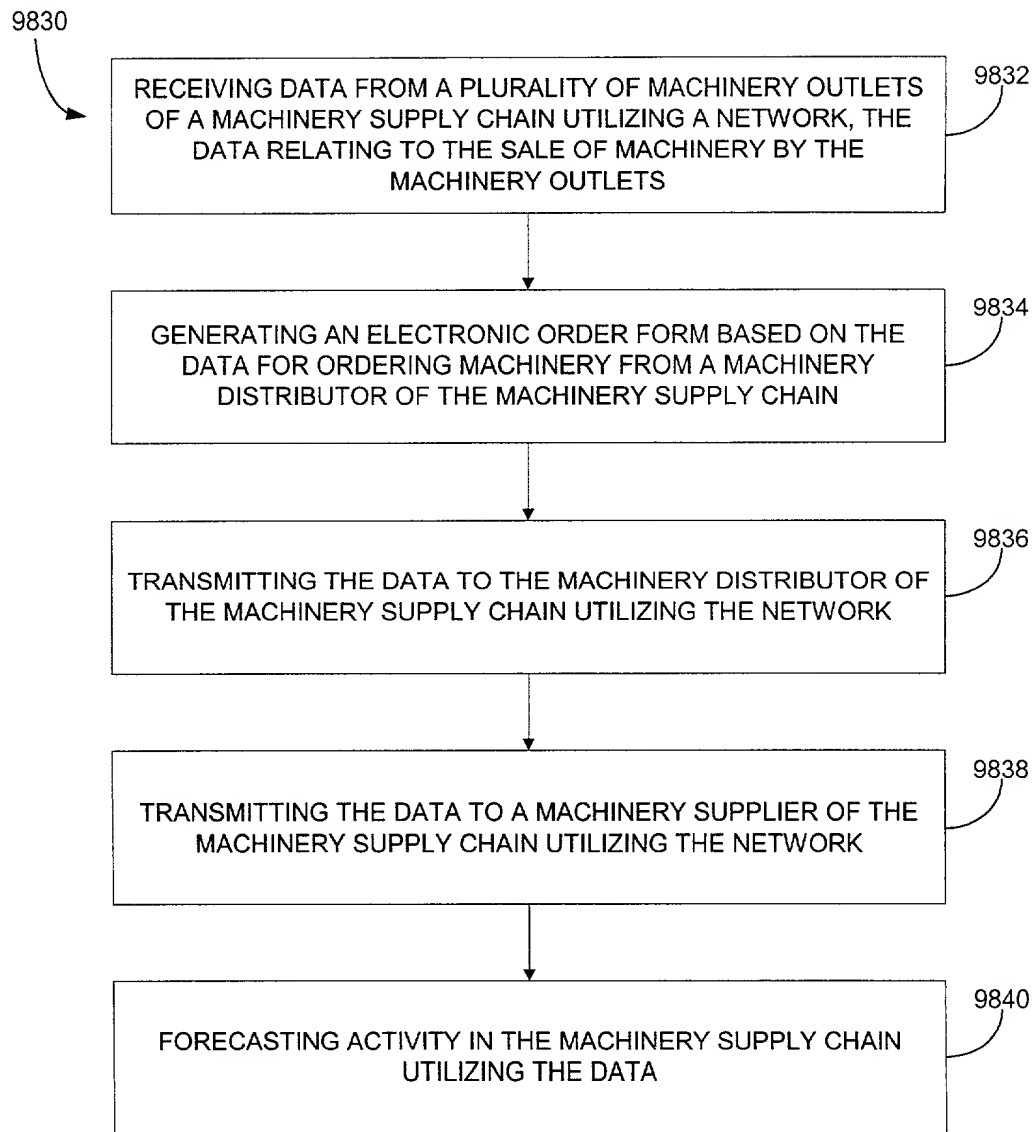 9830
RECEIVING DATA FROM A PLURALITY OF MACHINERY OUTLETS
OF A MACHINERY SUPPLY CHAIN UTILIZING A NETWORK, THE
DATA RELATING TO THE SALE OF MACHINERY BY THE
MACHINERY OUTLETS
9832
GENERATING AN ELECTRONIC ORDER FORM BASED ON THE
DATA FOR ORDERING MACHINERY FROM A MACHINERY
DISTRIBUTOR OF THE MACHINERY SUPPLY CHAIN
9834
TRANSMITTING THE DATA TO THE MACHINERY DISTRIBUTOR OF
THE MACHINERY SUPPLY CHAIN UTILIZING THE NETWORK
9836
TRANSMITTING THE DATA TO A MACHINERY SUPPLIER OF THE
MACHINERY SUPPLY CHAIN UTILIZING THE NETWORK
9838
FORECASTING ACTIVITY IN THE MACHINERY SUPPLY CHAIN
UTILIZING THE DATA
9840